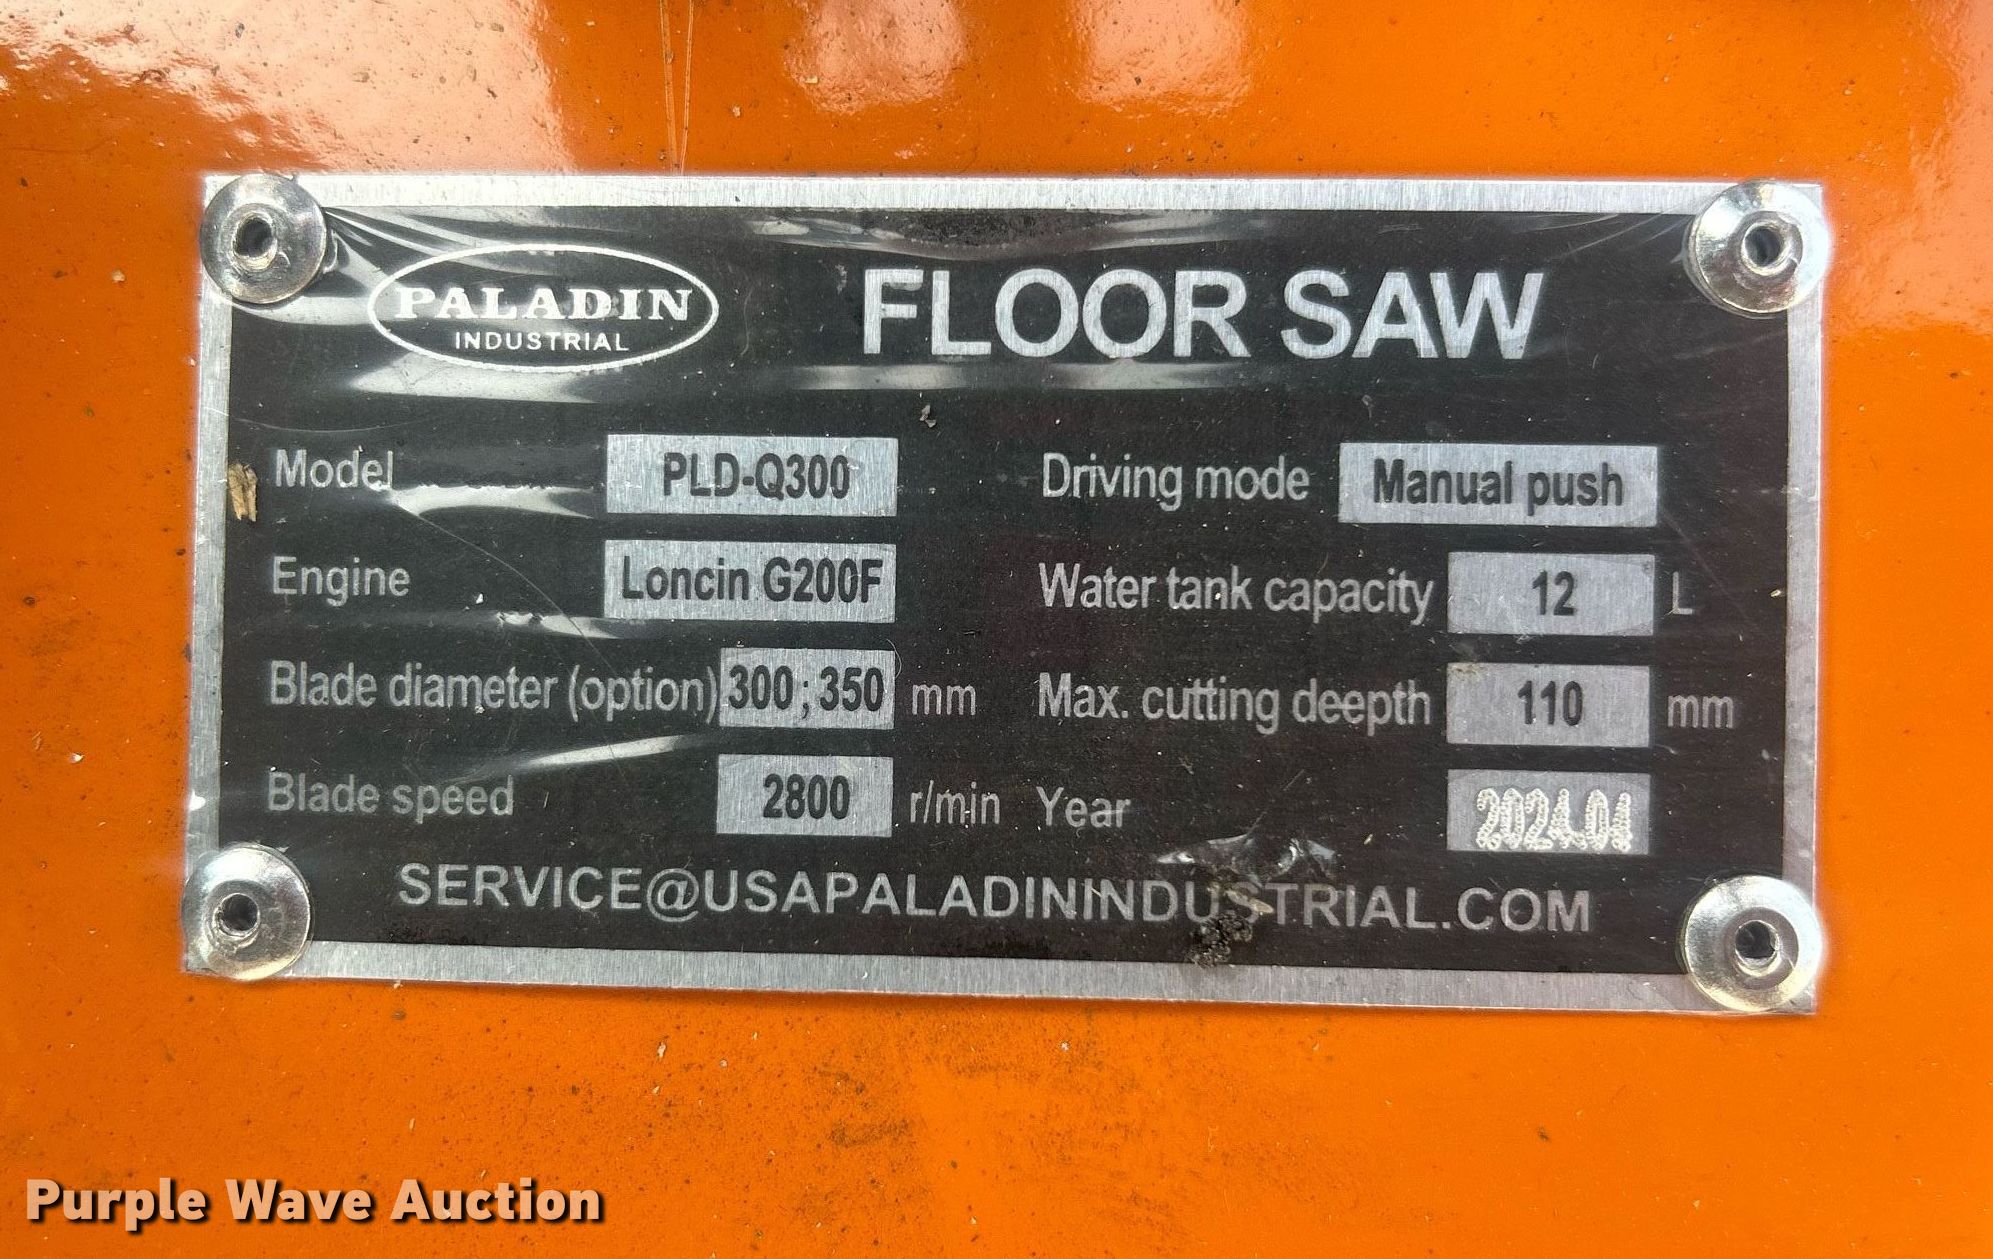 PALADIN
INDUSTRIAL
FLOOR SAW
Model PLD-Q300 Driving mode Manual push
Engine Loncin G200F Water tank capacity 12 L
Blade diameter (option) 300 ; 350 mm Max. cutting deepth 110 mm
Blade speed 2800 r/min Year 2024.01
SERVICE@USAPALADININDUSTRIAL.COM
Purple Wave Auction